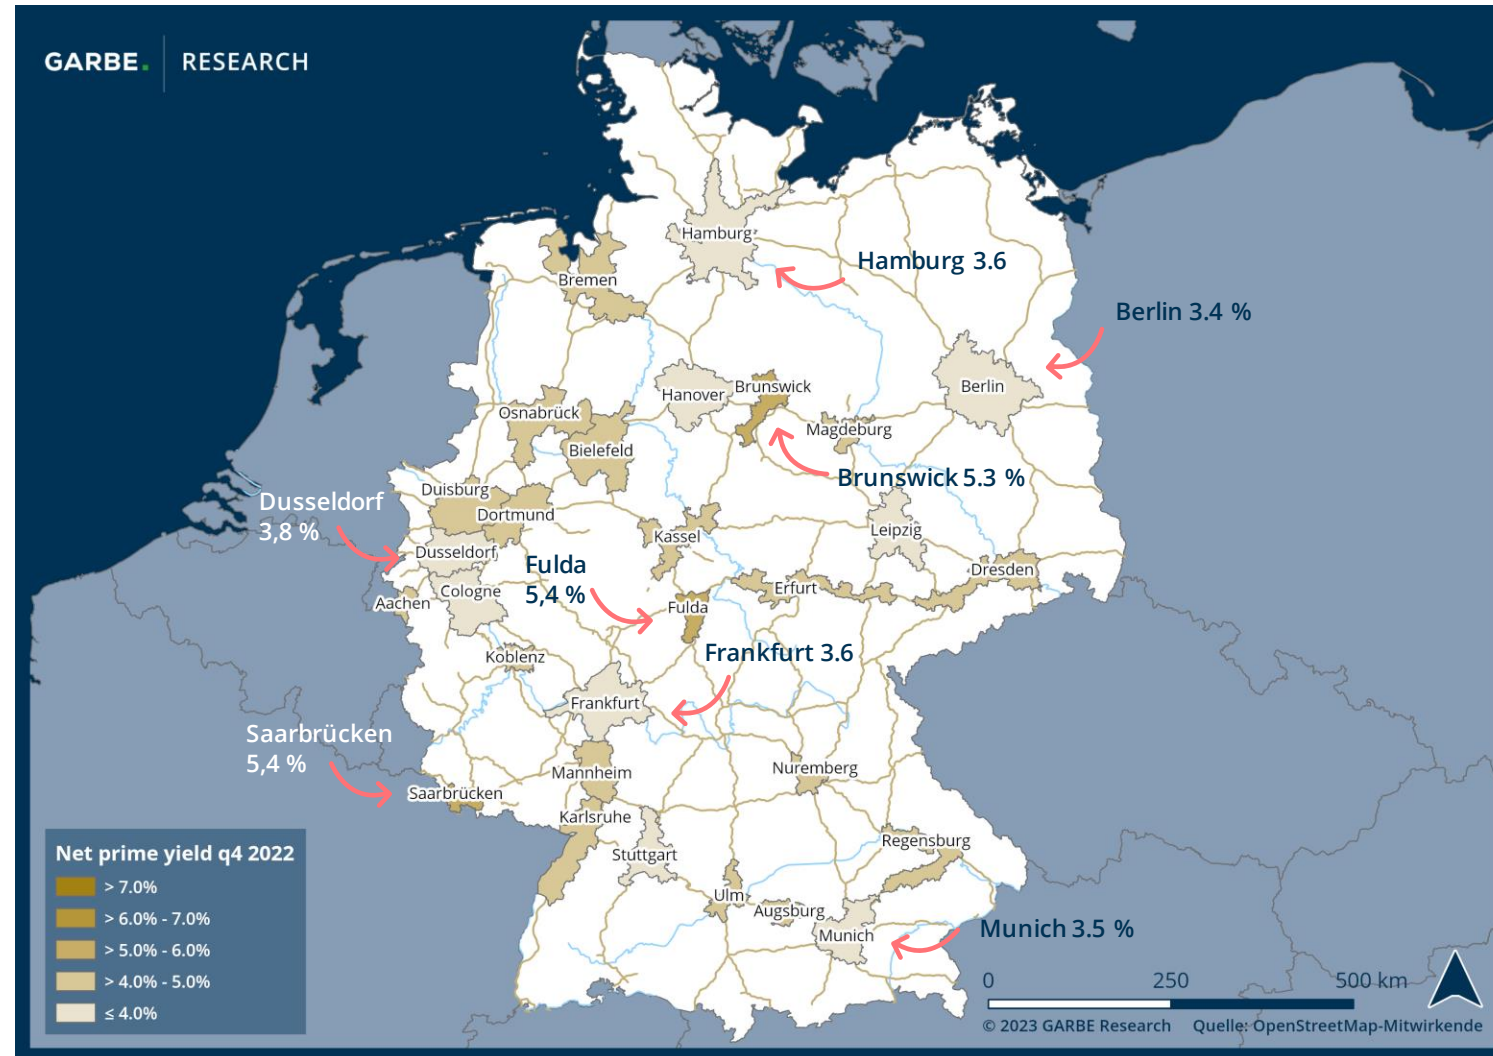 GARBE. RESEARCH
Hamburg
Hamburg 3.6
Bremen
Berlin 3.4 %
Berlin
Hanover
Brunswick
Osnabrück
Magdeburg
Bielefeld
Brunswick 5.3 %
Duisburg
Dusseldorf
3,8 %
Dortmund
Leipzig
Kassel
Dusseldorf
Fulda
5,4 %
Dresden
Cologne
Erfurt
Aachen
Fulda
Koblenz
Frankfurt 3.6
Frankfurt
Saarbrücken
5,4 %
Mannheim
Nuremberg
Saarbrücken
Karlsruhe
Regensburg
Stuttgart
Ulm
Augsburg
Munich
Munich 3.5 %
Net prime yield q4 2022
> 7.0%
> 6.0% - 7.0%
> 5.0% - 6.0%
> 4.0% - 5.0%
≤ 4.0%
0 250 500 km
© 2023 GARBE Research Quelle: OpenStreetMap-Mitwirkende